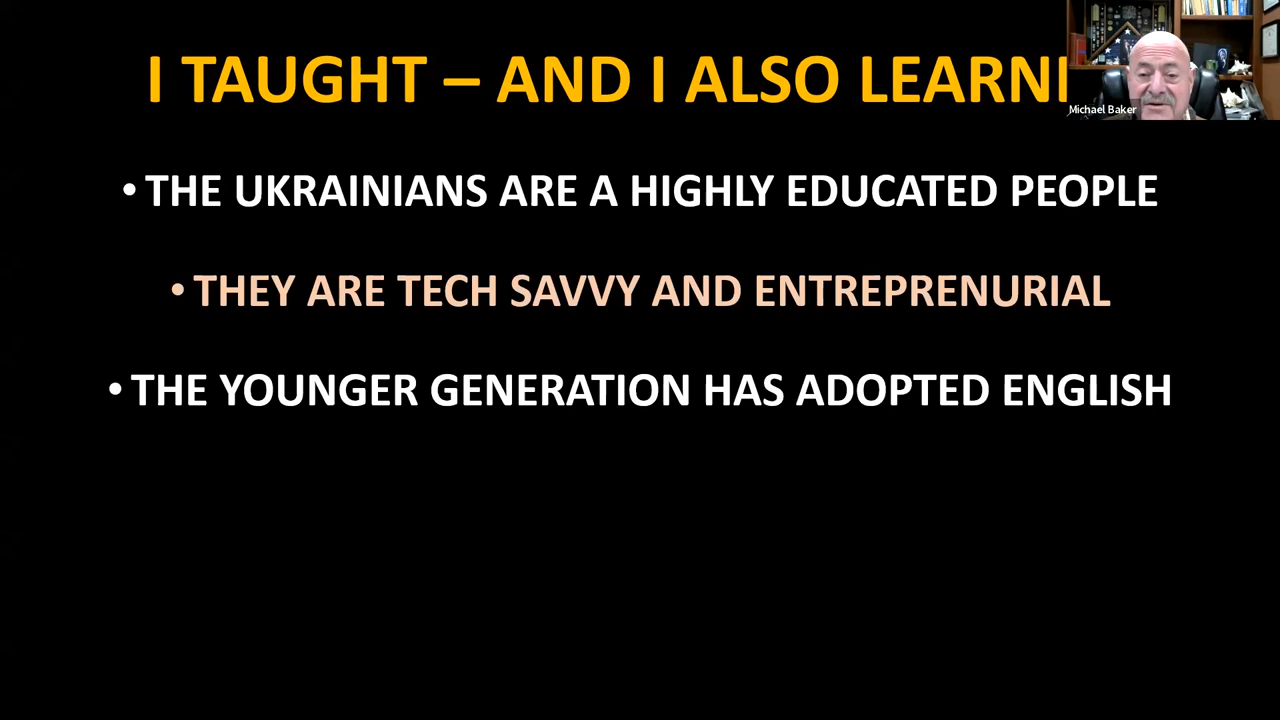 I TAUGHT – AND I ALSO
• THE UKRAINIANS ARE A HIGHLY EDUCATED PEOPLE
• THEY ARE TECH SAVVY AND ENTREPRENURIAL
• THE YOUNGER GENERATION HAS ADOPTED ENGLISH
Michael Baker